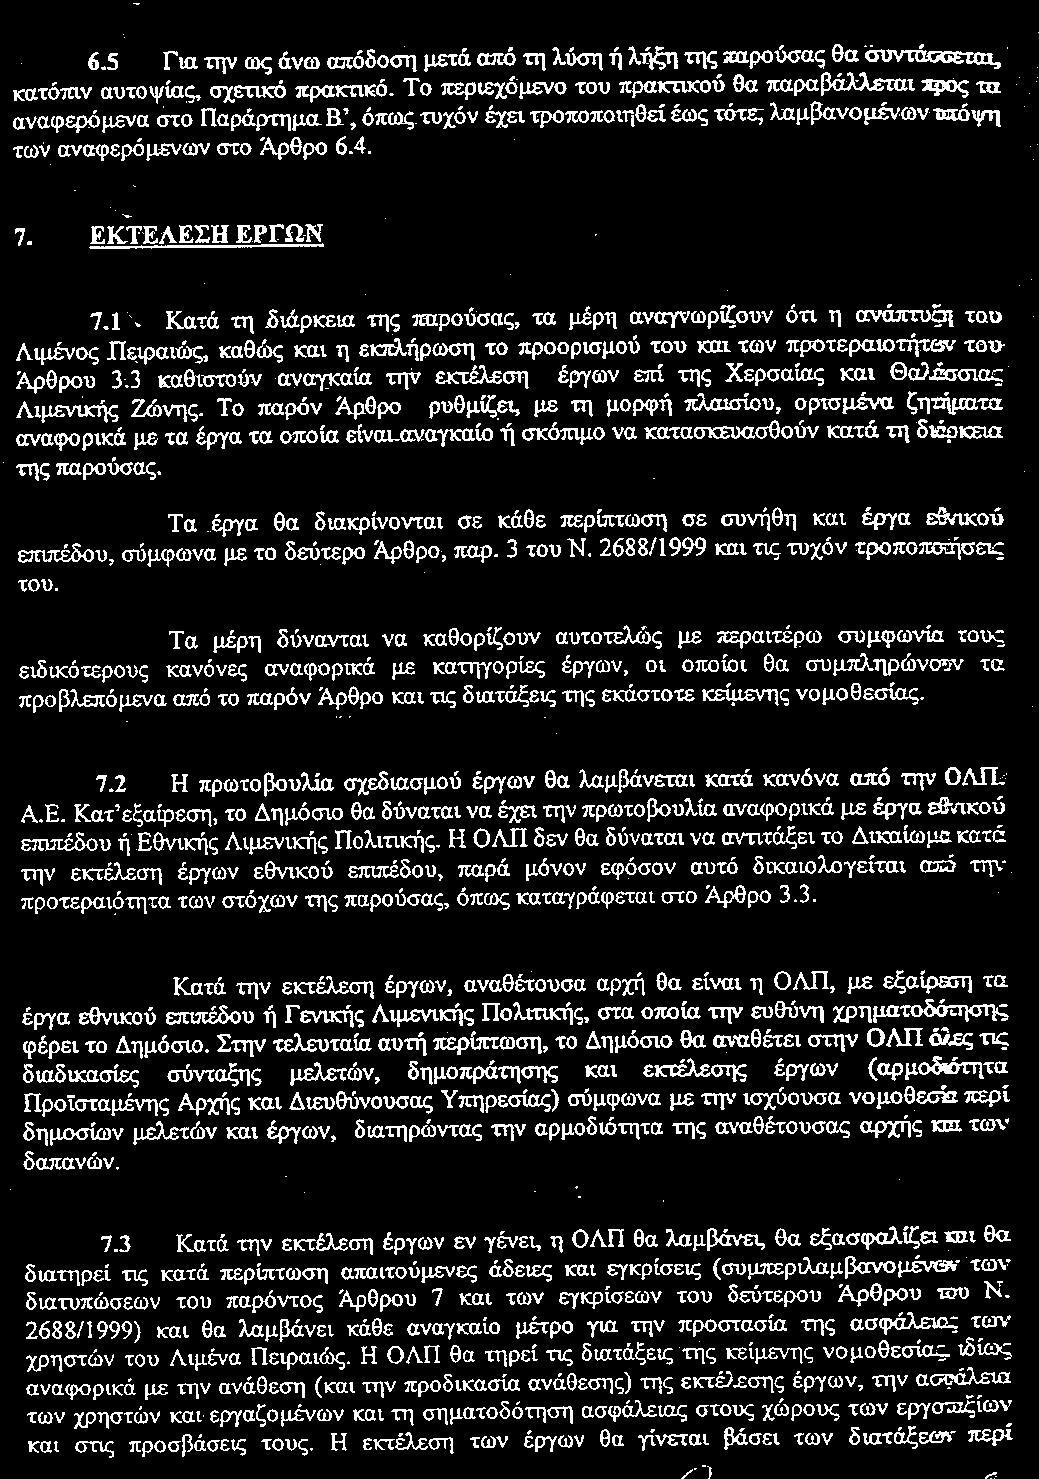 6.5 Για την ως άνω απόδοση μετά από τη λύση ή λήξη της παρούσας θα συντάσσεται,
κατόπιν αυτοψίας, σχετικό πρακτικό. Το περιεχόμενο του πρακτικού θα παραβάλλεται προς τα
αναφερόμενα στο Παράρτημα Β’, όπως τυχόν έχει τροποποιηθεί έως τότε, λαμβανομένων υπόψη
των αναφερόμενων στο Άρθρο 6.4.
7. ΕΚΤΕΛΕΣΗ ΕΡΓΩΝ
7.1 Κατά τη διάρκεια της παρούσας, τα μέρη αναγνωρίζουν ότι η ανάπτυξη του
Λιμένος Πειραιώς, καθώς και η εκπλήρωση το προορισμού του και των προτεραιοτήτων του
Άρθρου 3.3 καθιστούν αναγκαία την εκτέλεση έργων επί της Χερσαίας και Θαλάσσιας
Λιμενικής Ζώνης. Το παρόν Άρθρο ρυθμίζει, με τη μορφή πλαισίου, ορισμένα ζητήματα
αναφορικά με τα έργα τα οποία είναι αναγκαίο ή σκόπιμο να κατασκευασθούν κατά τη διάρκεια
της παρούσας.
Τα έργα θα διακρίνονται σε κάθε περίπτωση σε συνήθη και έργα εθνικού
επιπέδου, σύμφωνα με το δεύτερο Άρθρο, παρ. 3 του Ν. 2688/1999 και τις τυχόν τροποποιήσεις
του.
Τα μέρη δύνανται να καθορίζουν αυτοτελώς με περαιτέρω συμφωνία τους
ειδικότερους κανόνες αναφορικά με κατηγορίες έργων, οι οποίοι θα συμπληρώνουν τα
προβλεπόμενα από το παρόν Άρθρο και τις διατάξεις της εκάστοτε κείμενης νομοθεσίας.
7.2 Η πρωτοβουλία σχεδιασμού έργων θα λαμβάνεται κατά κανόνα από την ΟΛΠ
Α.Ε. Κατ’εξαίρεση, το Δημόσιο θα δύναται να έχει την πρωτοβουλία αναφορικά με έργα εθνικού
επιπέδου ή Εθνικής Λιμενικής Πολιτικής. Η ΟΛΠ δεν θα δύναται να αντιτάξει το Δικαίωμα κατά
την εκτέλεση έργων εθνικού επιπέδου, παρά μόνον εφόσον αυτό δικαιολογείται από την
προτεραιότητα των στόχων της παρούσας, όπως καταγράφεται στο Άρθρο 3.3.
Κατά την εκτέλεση έργων, αναθέτουσα αρχή θα είναι η ΟΛΠ, με εξαίρεση τα
έργα εθνικού επιπέδου ή Γενικής Λιμενικής Πολιτικής, στα οποία την ευθύνη χρηματοδότησης
φέρει το Δημόσιο. Στην τελευταία αυτή περίπτωση, το Δημόσιο θα αναθέτει στην ΟΛΠ όλες τις
διαδικασίες σύνταξης μελετών, δημοπράτησης και εκτέλεσης έργων (αρμοδιότητα
Προϊσταμένης Αρχής και Διευθύνουσας Υπηρεσίας) σύμφωνα με την ισχύουσα νομοθεσία περί
δημοσίων μελετών και έργων, διατηρώντας την αρμοδιότητα της αναθέτουσας αρχής και των
δαπανών.
7.3 Κατά την εκτέλεση έργων εν γένει, η ΟΛΠ θα λαμβάνει, θα εξασφαλίζει και θα
διατηρεί τις κατά περίπτωση απαιτούμενες άδειες και εγκρίσεις (συμπεριλαμβανομένων των
διατυπώσεων του παρόντος Άρθρου 7 και των εγκρίσεων του δεύτερου Άρθρου του Ν.
2688/1999) και θα λαμβάνει κάθε αναγκαίο μέτρο για την προστασία της ασφάλειας των
χρηστών του Λιμένα Πειραιώς. Η ΟΛΠ θα τηρεί τις διατάξεις της κείμενης νομοθεσίας, ιδίως
αναφορικά με την ανάθεση (και την προδικασία ανάθεσης) της εκτέλεσης έργων, την ασφάλεια
των χρηστών και εργαζομένων και τη σηματοδότηση ασφάλειας στους χώρους των εργοταξίων
και στις προσβάσεις τους. Η εκτέλεση των έργων θα γίνεται βάσει των διατάξεων περί